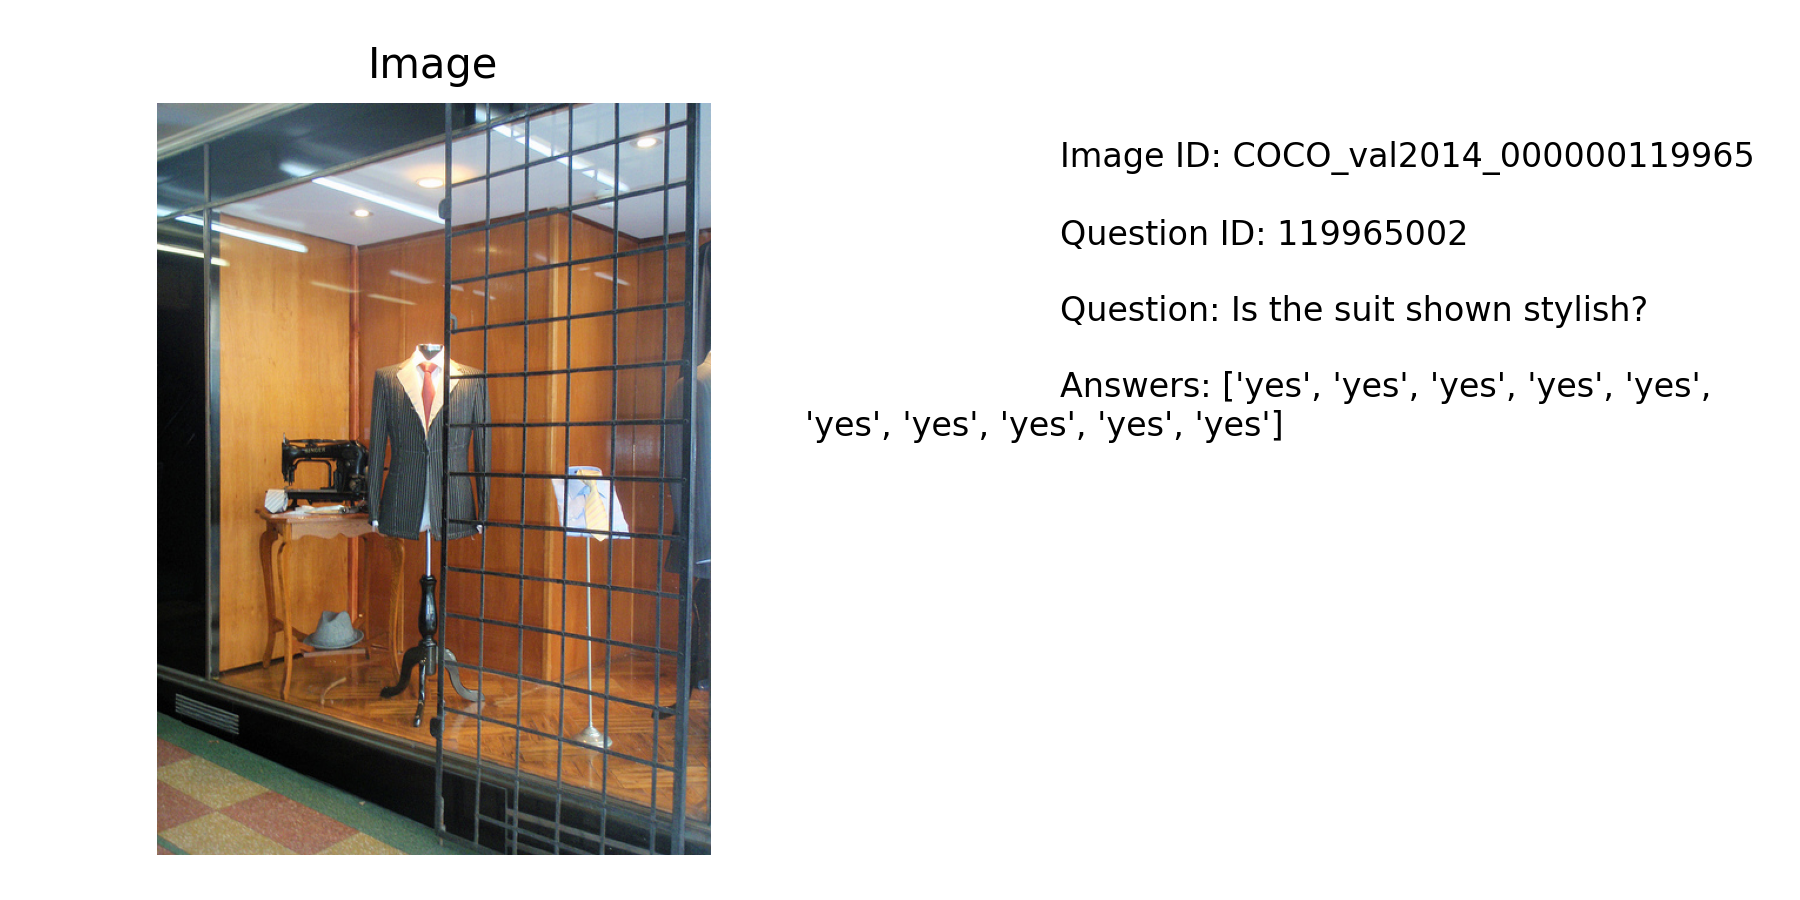 Image
Image ID: COCO_val2014_000000119965
Question ID: 119965002
Question: Is the suit shown stylish?
Answers: ['yes', 'yes', 'yes', 'yes', 'yes',
'yes', 'yes', 'yes', 'yes', 'yes']
SINGER